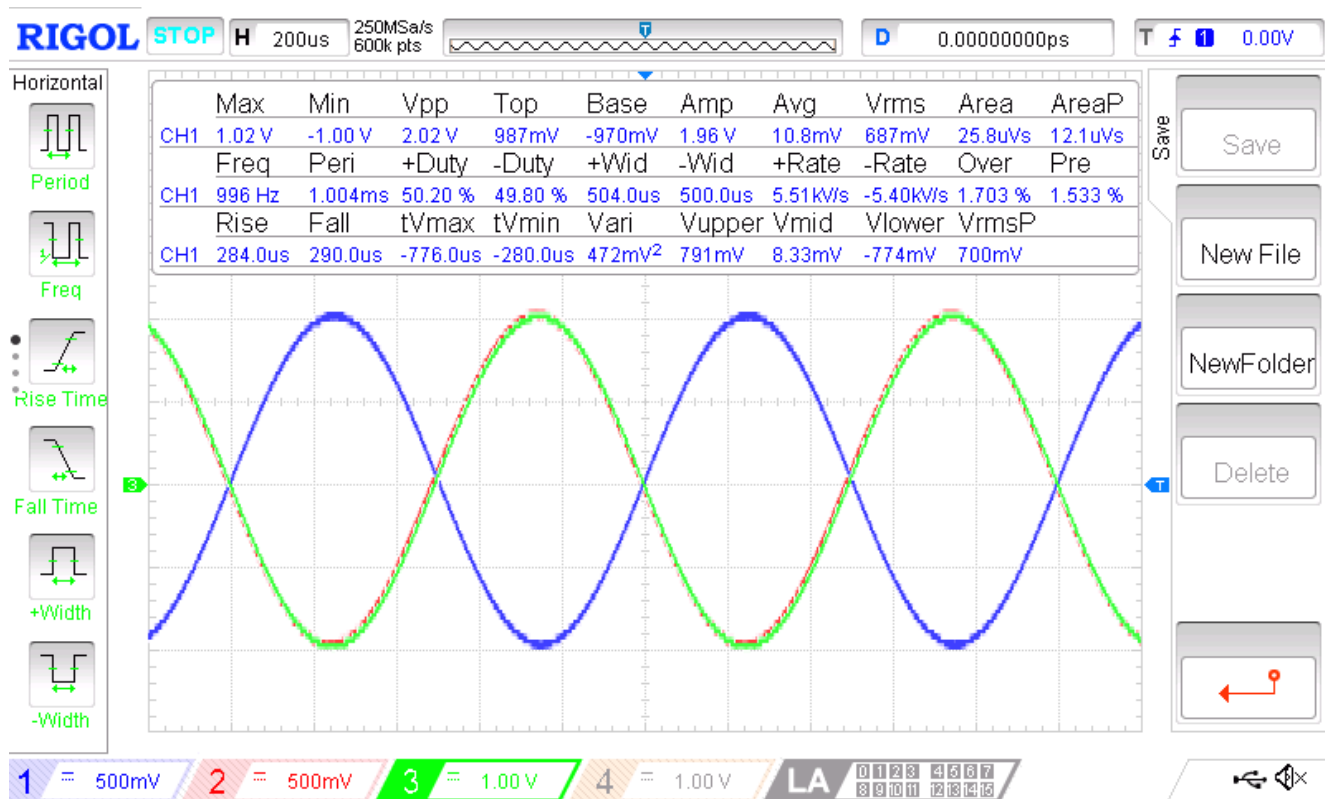 RIGOL STOP H 200us 250MSa/s 600k pts D 0.00000000ps T 1 0.00V
Horizontal
Period
Freq
Rise Time
Fall Time
+Width
-Width
Max Min Vpp Top Base Amp Avg Vrms Area AreaP
CH1 1.02 V -1.00 V 2.02 V 987mV -970mV 1.96 V 10.8mV 687mV 25.8uVs 12.1uVs
Freq Peri +Duty -Duty +Wid -Wid +Rate -Rate Over Pre
CH1 996 Hz 1.004ms 50.20 % 49.80 % 504.0us 500.0us 5.51kV/s -5.40kV/s 1.703 % 1.533 %
Rise Fall tVmax tVmin Vari Vupper Vmid Vlower VrmsP
CH1 284.0us 290.0us -776.0us -280.0us 472mV² 791mV 8.33mV -774mV 700mV
3
T
T
Save
Save
New File
NewFolder
Delete
1 500mV 2 500mV 3 1.00 V 4 1.00 V LA
0 1 2 3 4 5 6 7
8 9 10 11 12 13 14 15